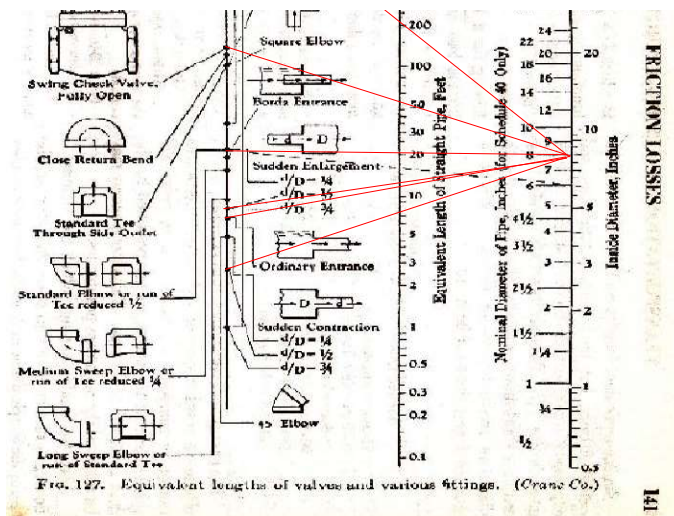 Swing Check Valve,
Fully Open
Close Return Bend
Standard Tee
Through Side Outlet
Standard Elbow or run of
Tee reduced ½
Medium Sweep Elbow or
run of Tee reduced ¼
Long Sweep Elbow or
run of Standard Tee
Square Elbow
Borda Entrance
d D
Sudden Enlargement
d/D = ¼
d/D = ½
d/D = ¾
Ordinary Entrance
D d
Sudden Contraction
d/D = ¼
d/D = ½
d/D = ¾
45° Elbow
200
100
50
30
20
10
5
3
2
1
0.5
0.3
0.2
0.1
Equivalent Length of Straight Pipe, Feet
Nominal Diameter of Pipe, Inches (for Schedule 40 Only)
24
22
20
18
16
14
12
10
9
8
7
6
5
4½
4
3½
3
2½
2
1½
1¼
1
¾
½
20
10
5
3
2
1
0.5
Inside Diameter, Inches
FRICTION LOSSES
141
FIG. 127. Equivalent lengths of valves and various fittings. (Crane Co.)